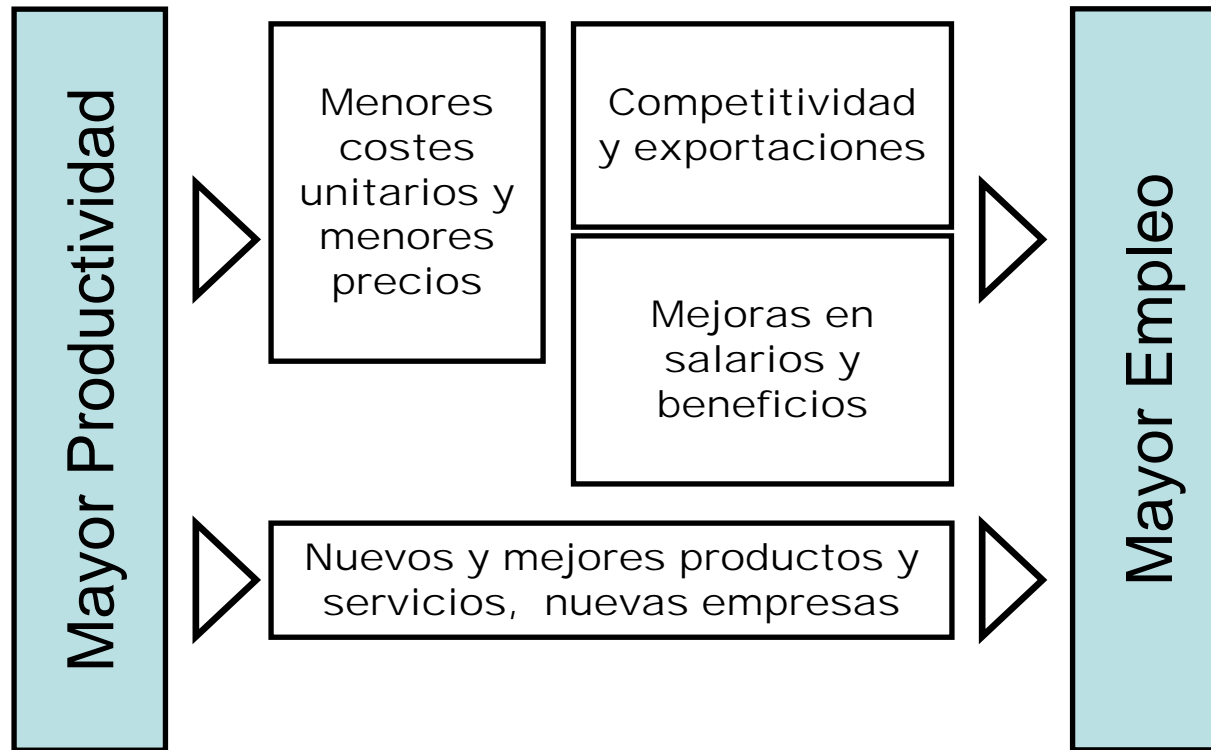 Mayor Productividad
Menores
costes
unitarios y
menores
precios
Competitividad
y exportaciones
Mejoras en
salarios y
beneficios
Nuevos y mejores productos y
servicios,  nuevas empresas
Mayor Empleo